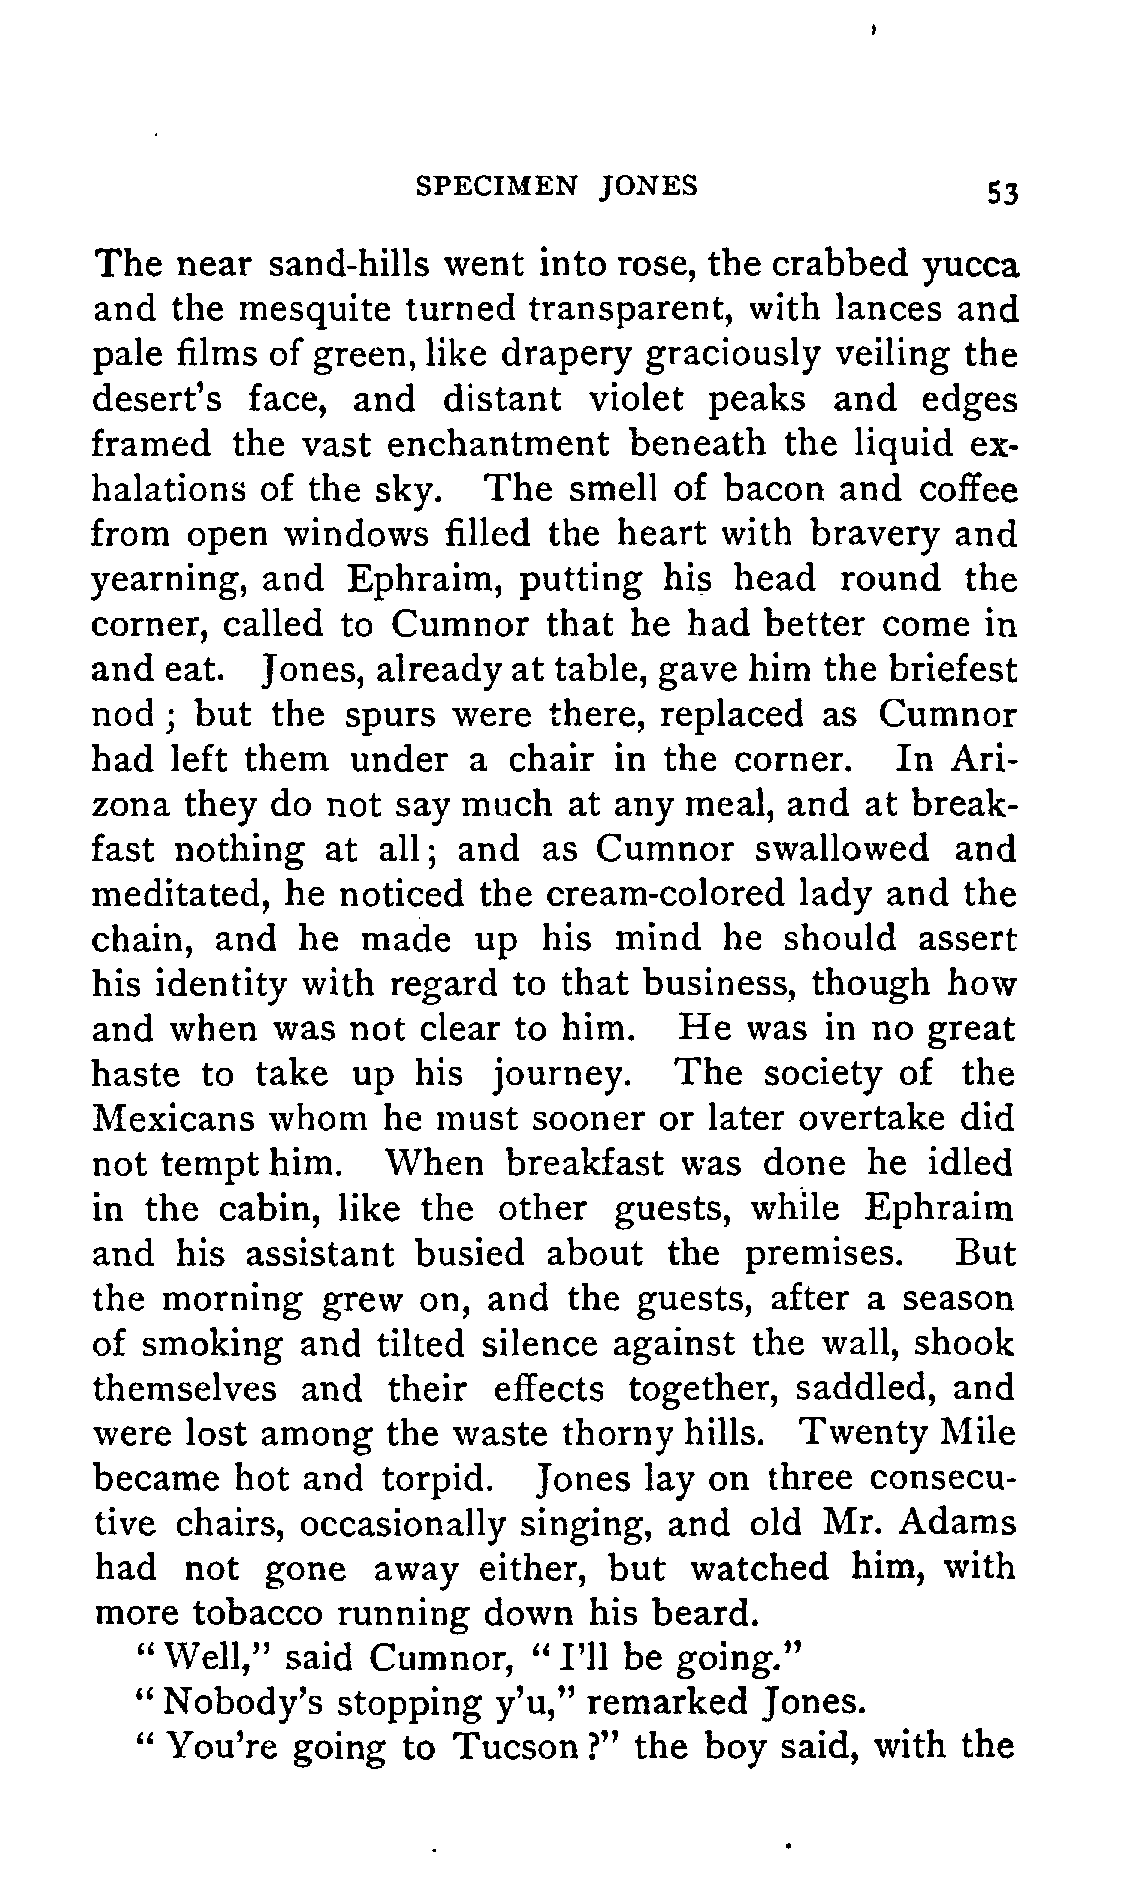 SPECIMEN JONES 53
The near sand-hills went into rose, the crabbed yucca
and the mesquite turned transparent, with lances and
pale films of green, like drapery graciously veiling the
desert's face, and distant violet peaks and edges
framed the vast enchantment beneath the liquid ex-
halations of the sky. The smell of bacon and coffee
from open windows filled the heart with bravery and
yearning, and Ephraim, putting his head round the
corner, called to Cumnor that he had better come in
and eat. Jones, already at table, gave him the briefest
nod ; but the spurs were there, replaced as Cumnor
had left them under a chair in the corner. In Ari-
zona they do not say much at any meal, and at break-
fast nothing at all; and as Cumnor swallowed and
meditated, he noticed the cream-colored lady and the
chain, and he made up his mind he should assert
his identity with regard to that business, though how
and when was not clear to him. He was in no great
haste to take up his journey. The society of the
Mexicans whom he must sooner or later overtake did
not tempt him. When breakfast was done he idled
in the cabin, like the other guests, while Ephraim
and his assistant busied about the premises. But
the morning grew on, and the guests, after a season
of smoking and tilted silence against the wall, shook
themselves and their effects together, saddled, and
were lost among the waste thorny hills. Twenty Mile
became hot and torpid. Jones lay on three consecu-
tive chairs, occasionally singing, and old Mr. Adams
had not gone away either, but watched him, with
more tobacco running down his beard.
" Well," said Cumnor, " I'll be going."
" Nobody's stopping y'u," remarked Jones.
" You're going to Tucson ?" the boy said, with the